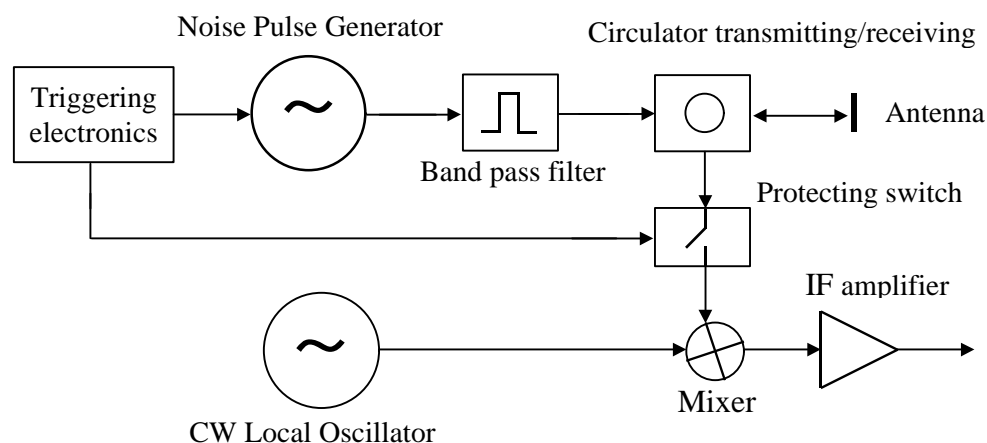 Noise Pulse Generator
Circulator transmitting/receiving
Triggering
electronics
Antenna
Band pass filter
Protecting switch
IF amplifier
Mixer
CW Local Oscillator